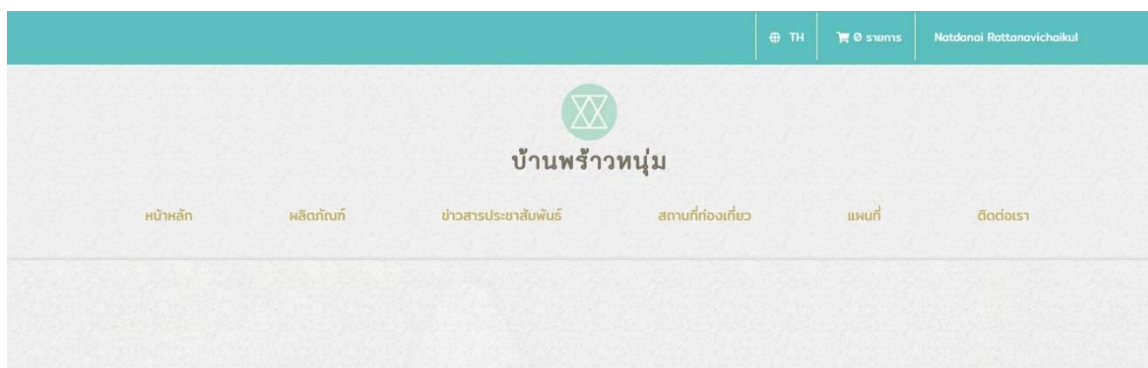 TH 0 รายการ Natdanai Rattanavichaikul
บ้านพร้าวหนุ่ม
หน้าหลัก ผลิตภัณฑ์ ข่าวสารประชาสัมพันธ์ สถานที่ท่องเที่ยว แผนที่ ติดต่อเรา